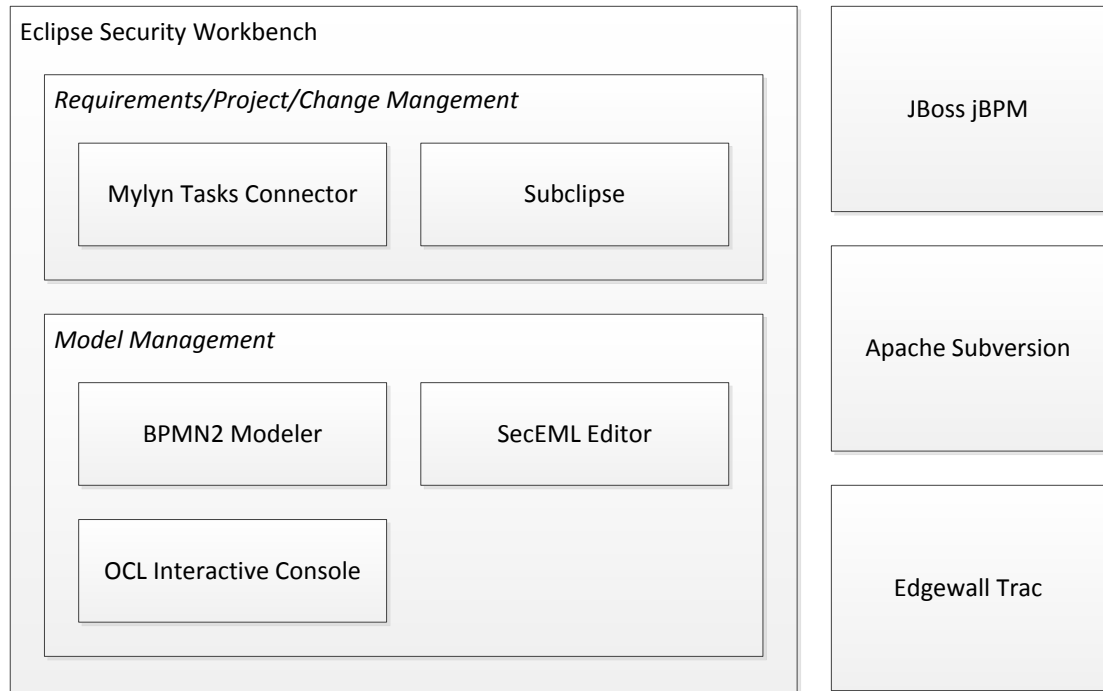 Eclipse Security Workbench
Requirements/Project/Change Mangement
Mylyn Tasks Connector
Subclipse
Model Management
BPMN2 Modeler
SecEML Editor
OCL Interactive Console
JBoss jBPM
Apache Subversion
Edgewall Trac